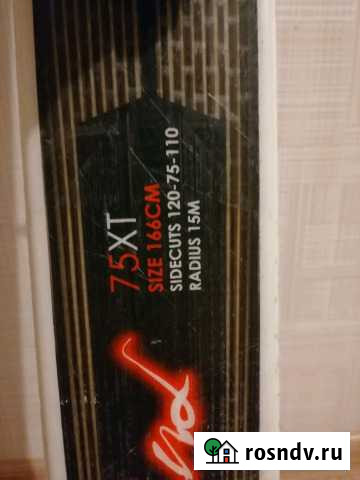 75XT
SIZE 166CM
SIDECUTS 120-75-110
RADIUS 15M
rosndv.ru